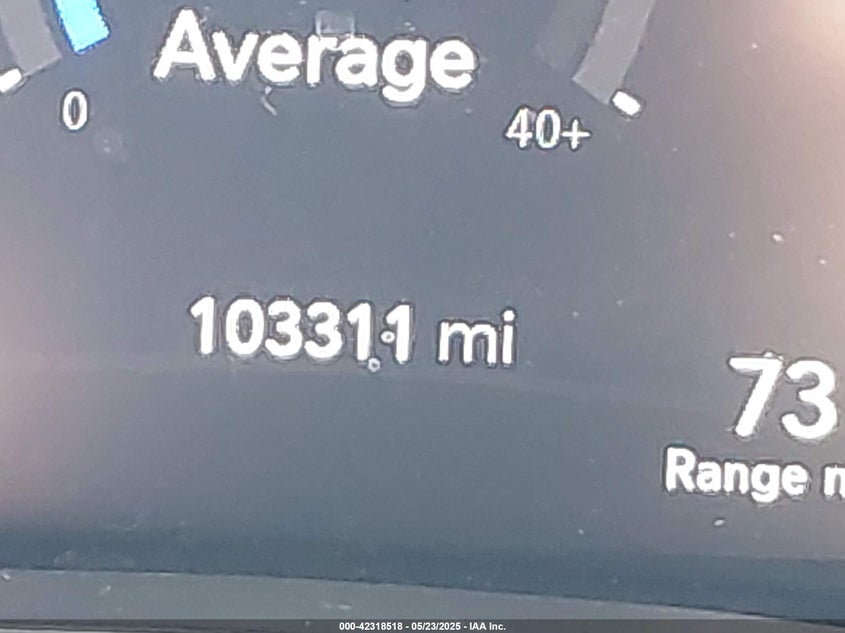 Average
0
40+
103311 mi
73
Range
000-42318518 - 05/23/2025 - IAA Inc.